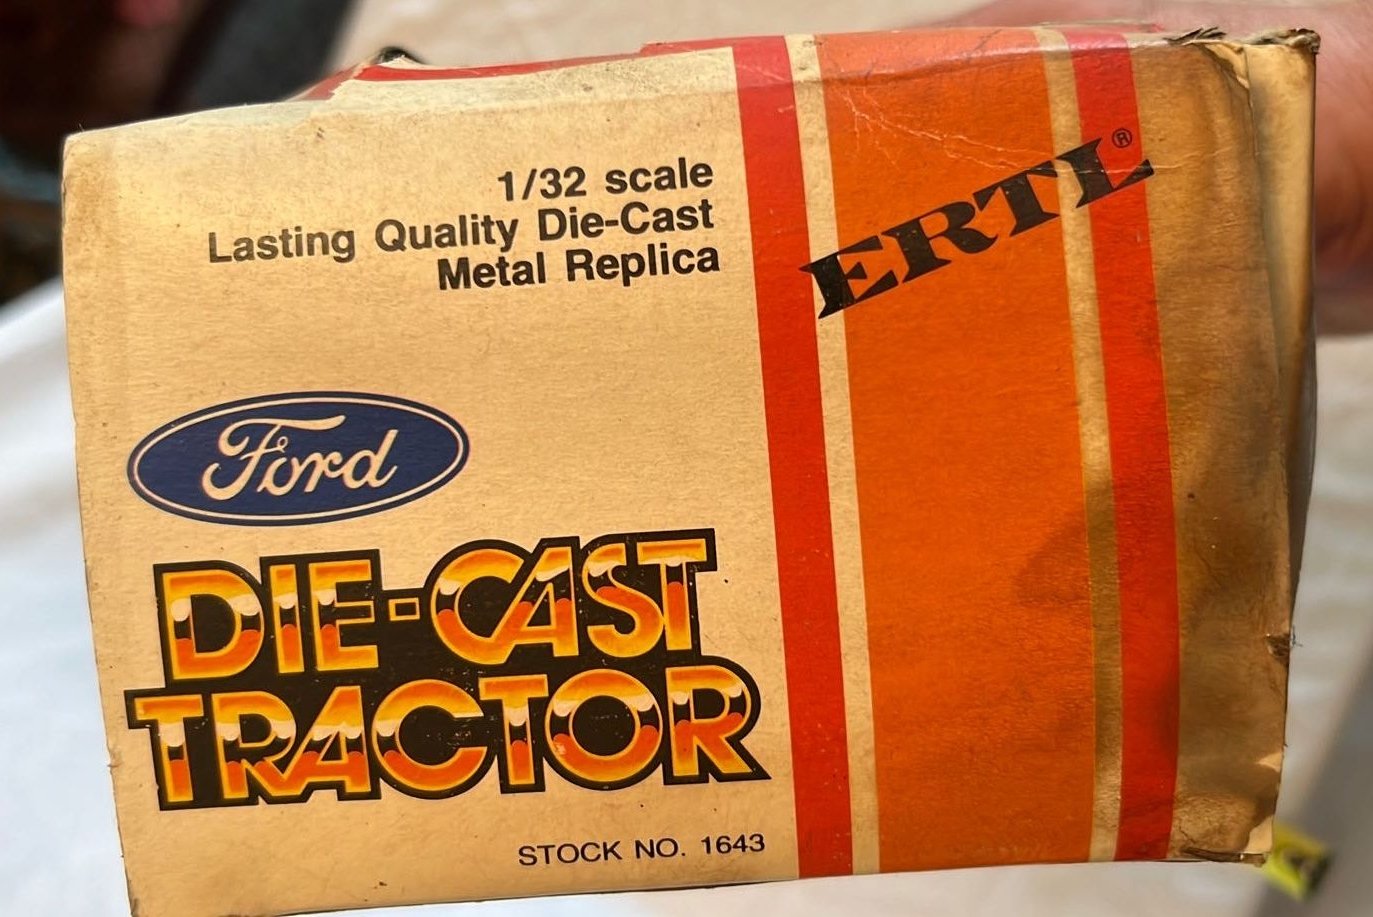 1/32 scale
Lasting Quality Die-Cast
Metal Replica
ERTL®
Ford
DIE-CAST
TRACTOR
STOCK NO. 1643